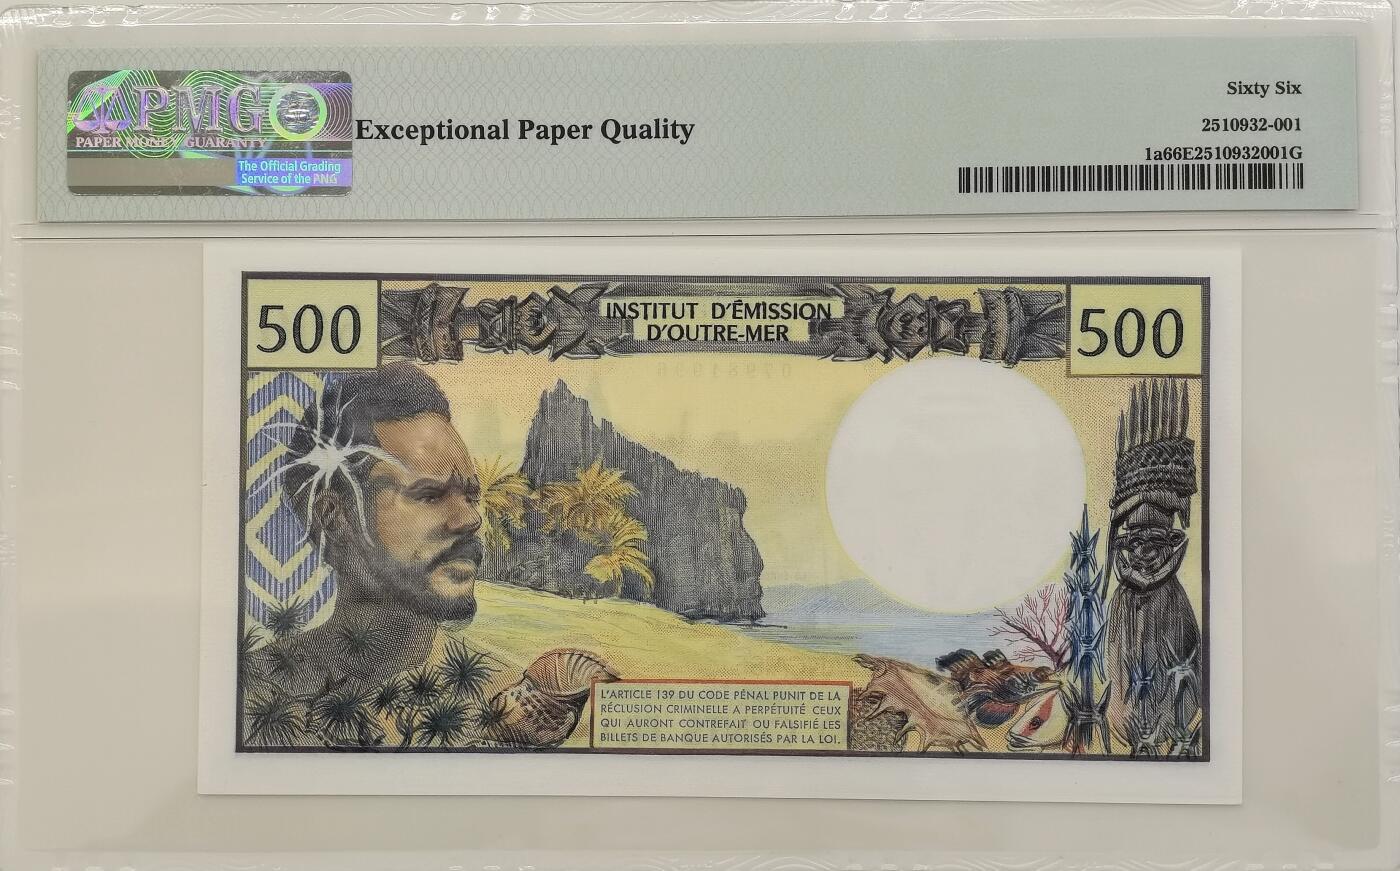 PMG
PAPER MONEY GUARANTY
The Official Grading
Service of the PNG
Exceptional Paper Quality
Sixty Six
2510932-001
1a66E2510932001G
500
INSTITUT D'ÉMISSION
D'OUTRE-MER
500
L'ARTICLE 139 DU CODE PÉNAL PUNIT DE LA
RÉCLUSION CRIMINELLE A PERPÉTUITÉ CEUX
QUI AURONT CONTREFAIT OU FALSIFIÉ LES
BILLETS DE BANQUE AUTORISÉS PAR LA LOI.